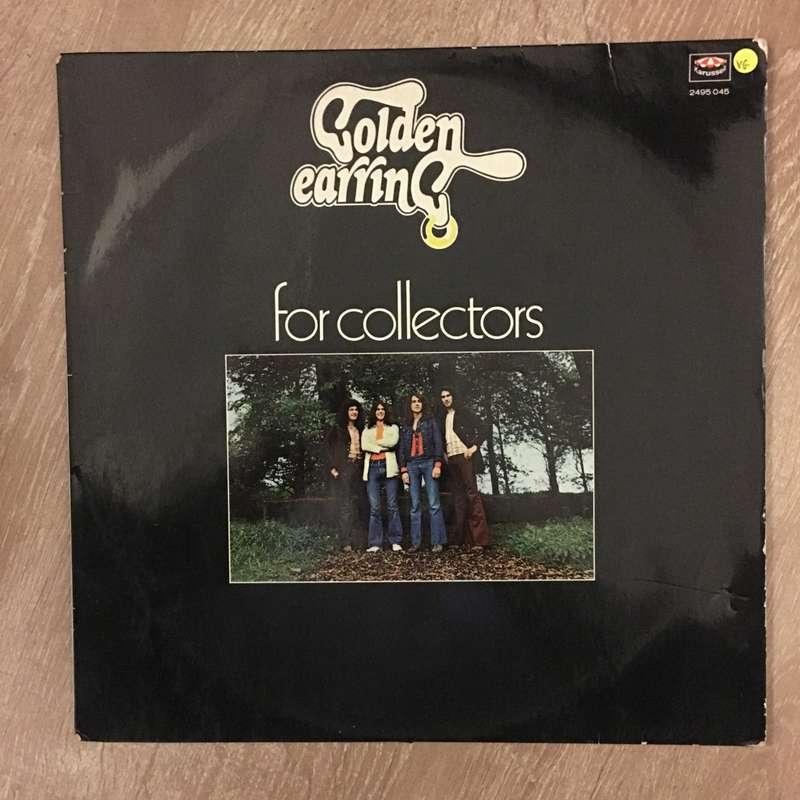 Karussell
VG
2495 045
Golden
earring
for collectors